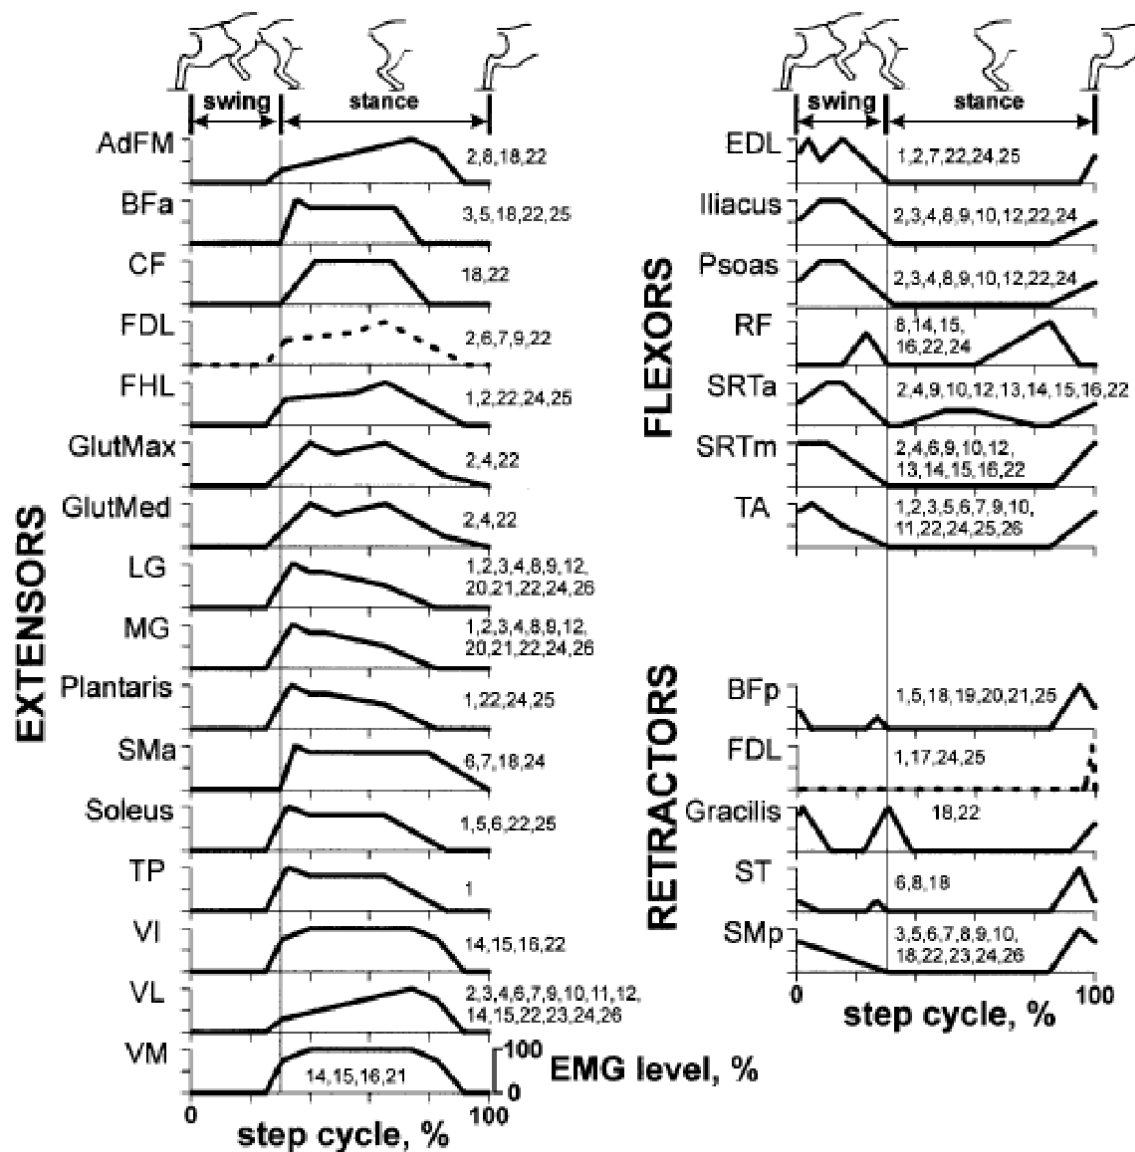 swing
stance
EXTENSORS
AdFM
2,8,18,22
BFa
3,5,18,22,25
CF
18,22
FDL
2,6,7,9,22
FHL
1,2,22,24,25
GlutMax
2,4,22
GlutMed
2,4,22
LG
1,2,3,4,8,9,12,
20,21,22,24,26
MG
1,2,3,4,8,9,12,
20,21,22,24,26
Plantaris
1,22,24,25
SMa
6,7,18,24
Soleus
1,5,6,22,25
TP
1
VI
14,15,16,22
VL
2,3,4,6,7,9,10,11,12,
14,15,22,23,24,26
VM
14,15,16,21
100
0
EMG level, %
0
100
step cycle, %
swing
stance
FLEXORS
EDL
1,2,7,22,24,25
Iliacus
2,3,4,8,9,10,12,22,24
Psoas
2,3,4,8,9,10,12,22,24
RF
8,14,15,
16,22,24
SRTa
2,4,9,10,12,13,14,15,16,22
SRTm
2,4,6,9,10,12,
13,14,15,16,22
TA
1,2,3,5,6,7,9,10,
11,22,24,25,26
RETRACTORS
BFp
1,5,18,19,20,21,25
FDL
1,17,24,25
Gracilis
18,22
ST
6,8,18
SMp
3,5,6,7,8,9,10,
18,22,23,24,26
0
100
step cycle, %